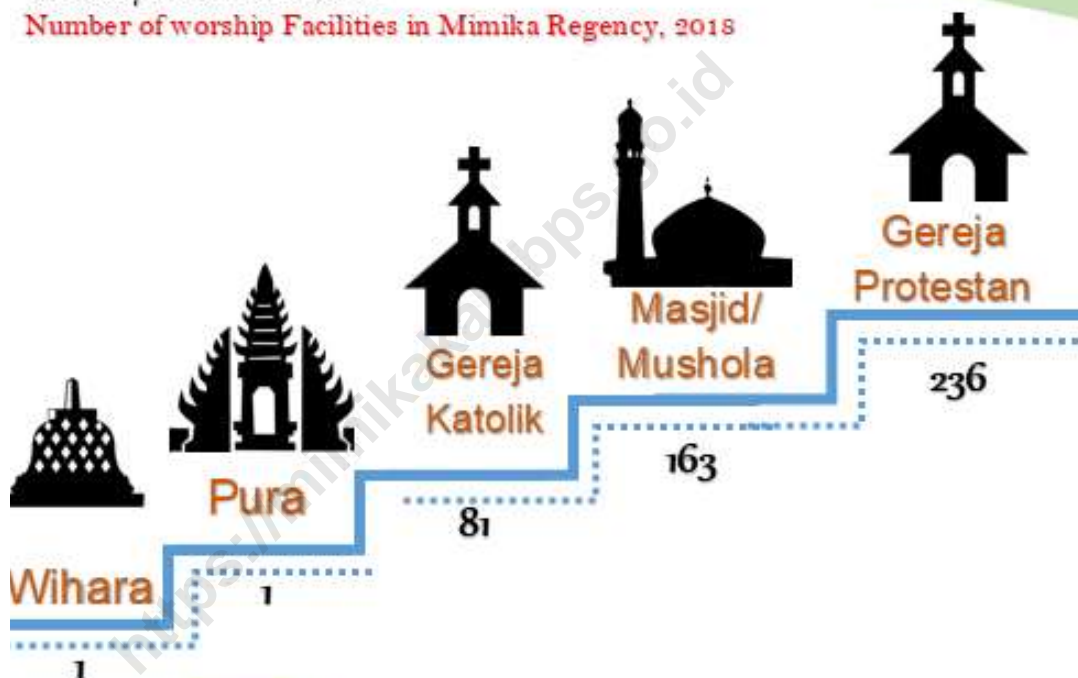 Number of worship Facilities in Mimika Regency, 2018
Gereja
Protestan
236
Masjid/
Mushola
163
Gereja
Katolik
81
Pura
1
Wihara
1